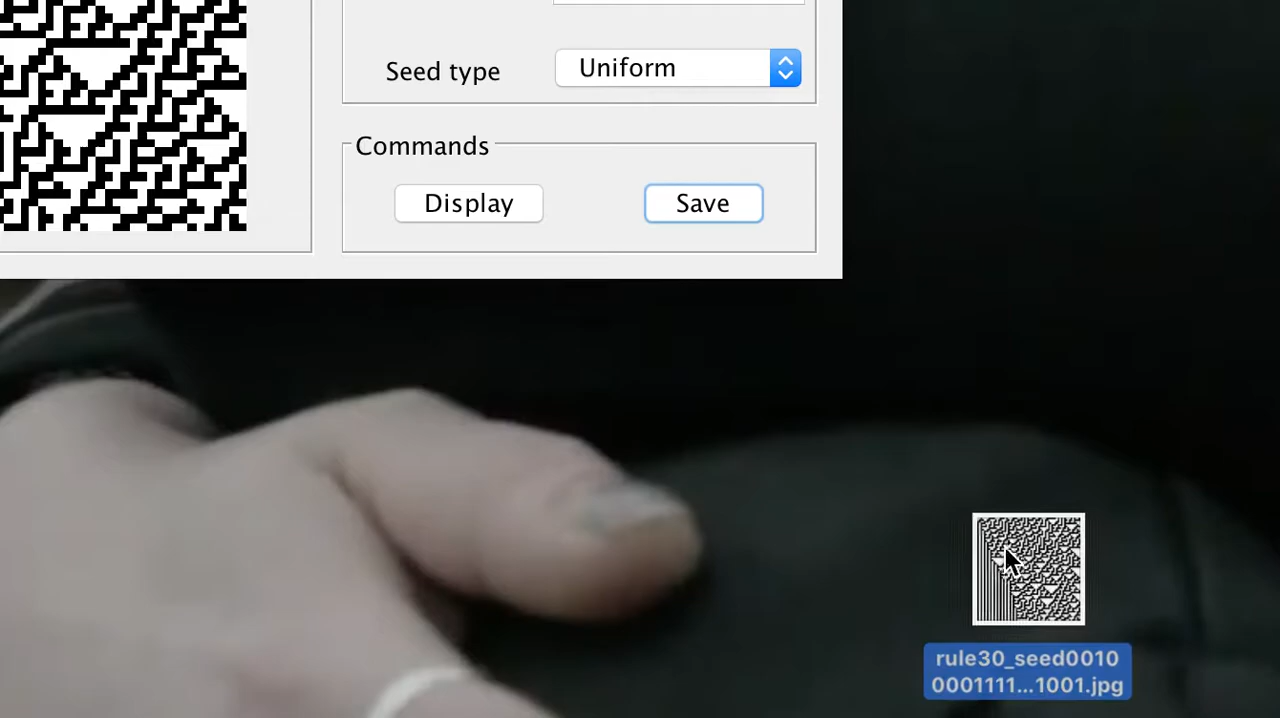 Seed type
Uniform
Commands
Display
Save
rule30_seed0010
0001111...1001.jpg